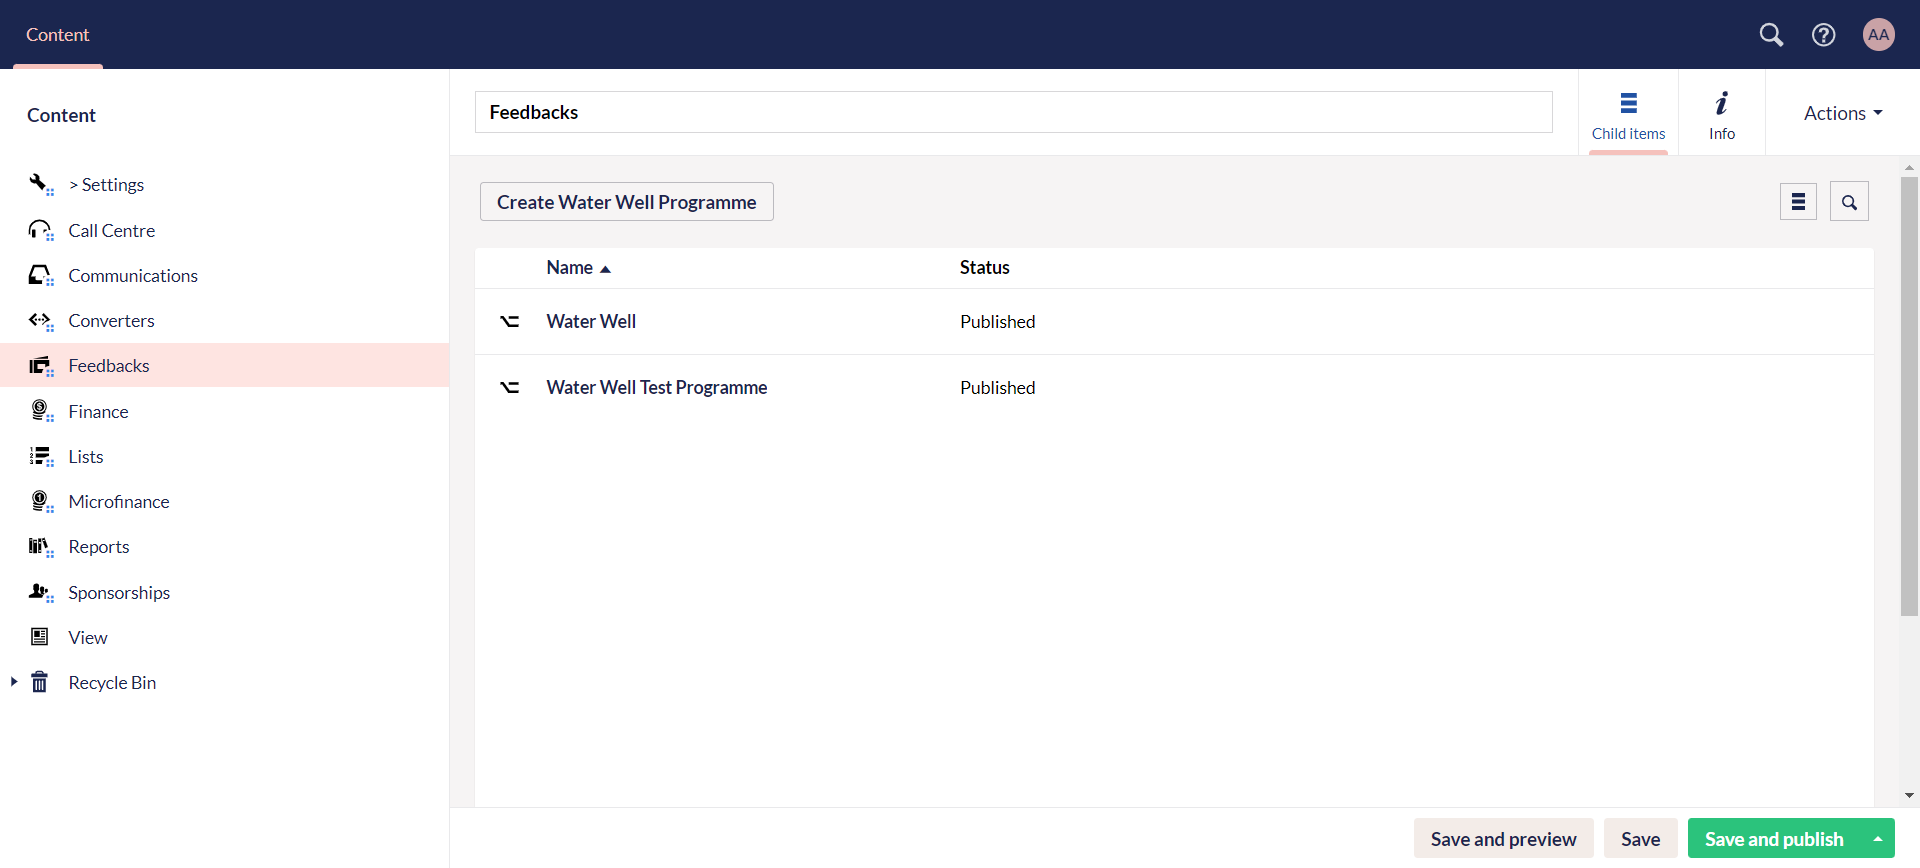 Content
AA
Content
> Settings
Call Centre
Communications
Converters
Feedbacks
Finance
Lists
Microfinance
Reports
Sponsorships
View
Recycle Bin
Feedbacks
Child items
Info
Actions
Create Water Well Programme
Name Status
Water Well Published
Water Well Test Programme Published
Save and preview
Save
Save and publish